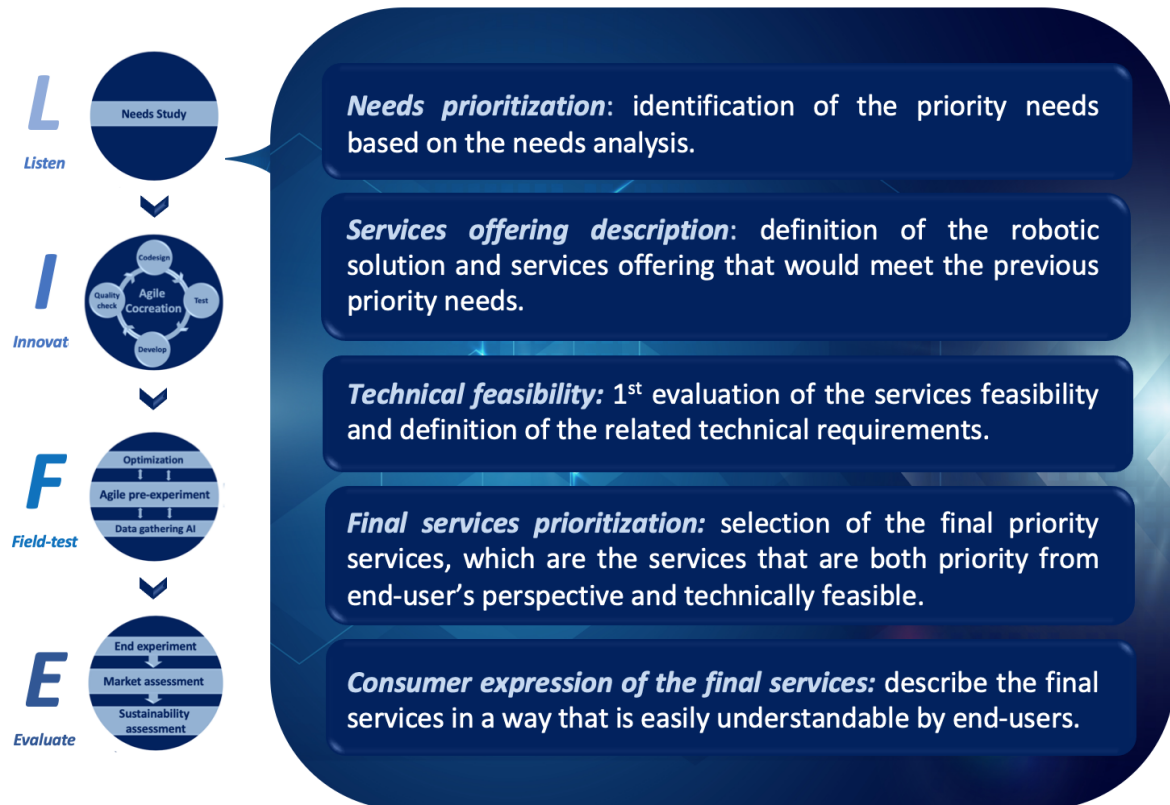 L
Listen
Needs Study
I
Innovat
Codesign
Quality
check
Agile
Cocreation
Test
Develop
F
Field-test
Optimization
Agile pre-experiment
Data gathering AI
E
Evaluate
End experiment
Market assessment
Sustainability
assessment
Needs prioritization: identification of the priority needs
based on the needs analysis.
Services offering description: definition of the robotic
solution and services offering that would meet the previous
priority needs.
Technical feasibility: 1st evaluation of the services feasibility
and definition of the related technical requirements.
Final services prioritization: selection of the final priority
services, which are the services that are both priority from
end-user’s perspective and technically feasible.
Consumer expression of the final services: describe the final
services in a way that is easily understandable by end-users.